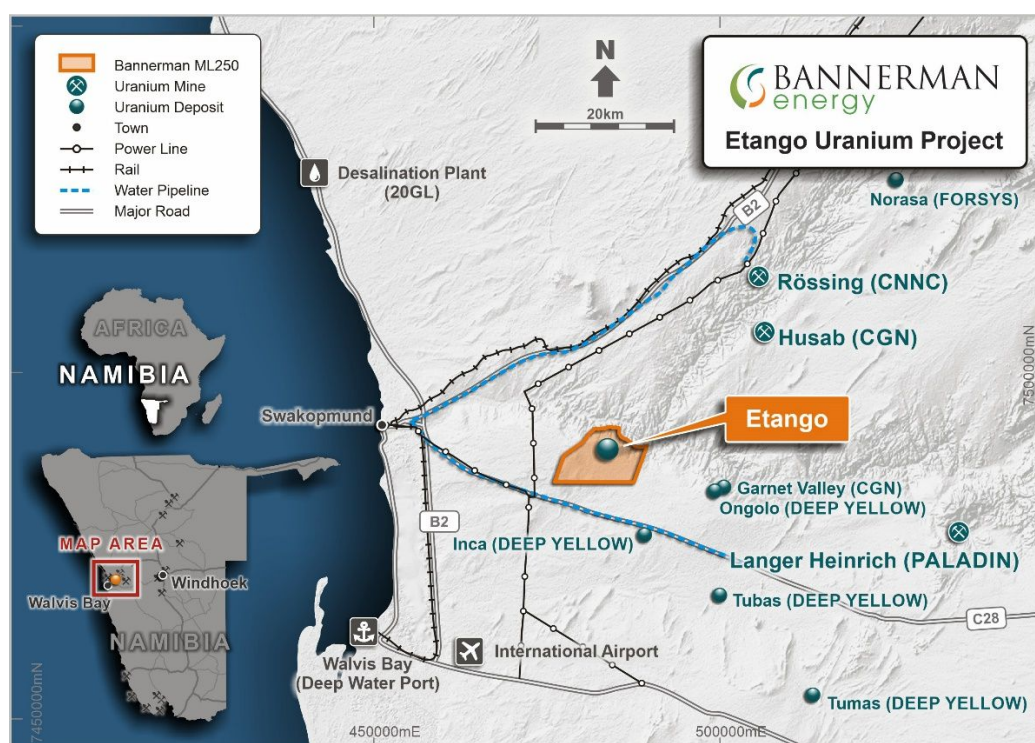 Bannerman ML250
Uranium Mine
Uranium Deposit
Town
Power Line
Rail
Water Pipeline
Major Road
N
20km
BANNERMAN
energy
Etango Uranium Project
Desalination Plant
(20GL)
B2
Norasa (FORSYS)
Rössing (CNNC)
Husab (CGN)
AFRICA
NAMIBIA
Swakopmund
Etango
7500000mN
Garnet Valley (CGN)
Ongolo (DEEP YELLOW)
B2
Inca (DEEP YELLOW)
Langer Heinrich (PALADIN)
MAP AREA
Windhoek
Walvis Bay
NAMIBIA
Tubas (DEEP YELLOW)
C28
Walvis Bay
(Deep Water Port)
International Airport
Tumas (DEEP YELLOW)
7450000mN
450000mE
500000mE